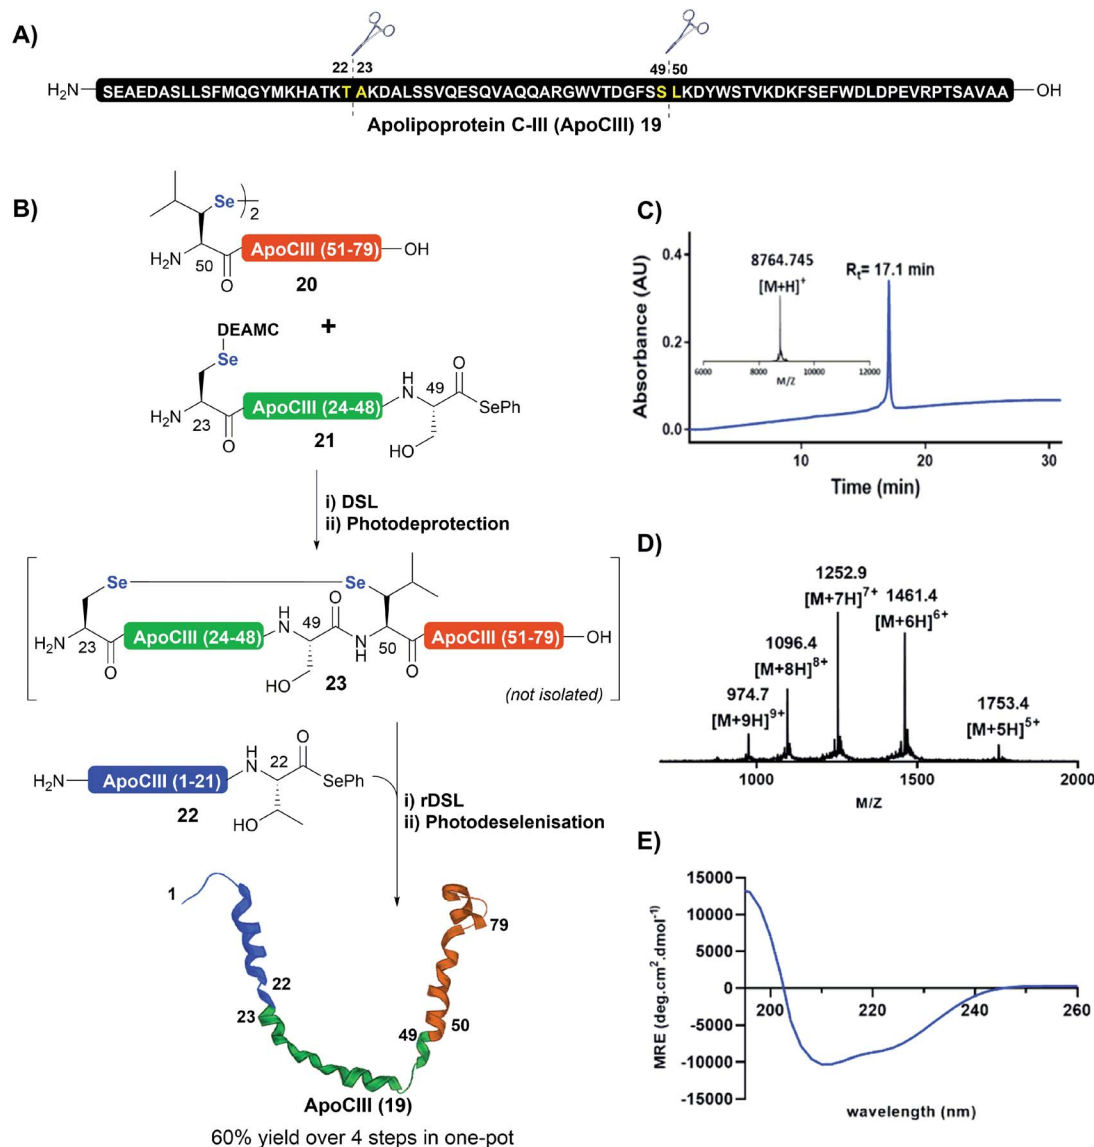 A)
22 23
49 50
H₂N
SEAEDASLLSFMQGYMKHATKTAKDALSSVQESQVAQQARGWVTDGFSSLKDYWSTVKDKFSEFWDLDPEVRPTSAVAA
OH
Apolipoprotein C-III (ApoCIII) 19
B)
Se
2
H₂N
50
O
ApoCIII (51-79)
OH
20
+
DEAMC
Se
H₂N
23
O
ApoCIII (24-48)
H
N
49
O
SePh
HO
21
i) DSL
ii) Photodeprotection
Se
Se
H₂N
23
O
ApoCIII (24-48)
H
N
49
O
HO
N
H
50
O
ApoCIII (51-79)
OH
23
(not isolated)
H₂N
ApoCIII (1-21)
H
N
22
O
SePh
HO
22
i) rDSL
ii) Photodeselenisation
1
22
23
49
50
79
ApoCIII (19)
60% yield over 4 steps in one-pot
C)
Absorbance (AU)
0.4
0.2
0.0
8764.745
[M+H]⁺
Rₜ= 17.1 min
6000 8000 10000 12000
M/Z
10 20 30
Time (min)
D)
974.7
[M+9H]⁹⁺
1096.4
[M+8H]⁸⁺
1252.9
[M+7H]⁷⁺
1461.4
[M+6H]⁶⁺
1753.4
[M+5H]⁵⁺
1000 1500 2000
M/Z
E)
MRE (deg.cm².dmol⁻¹)
15000
10000
5000
0
-5000
-10000
-15000
200 220 240 260
wavelength (nm)